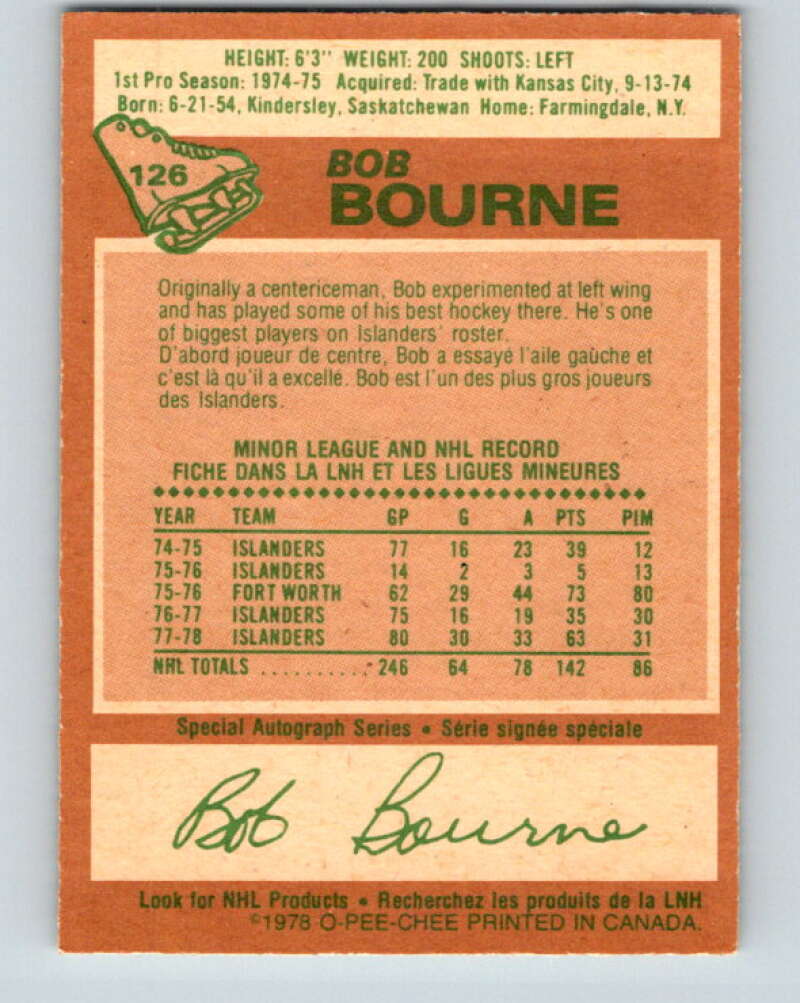 HEIGHT: 6'3" WEIGHT: 200 SHOOTS: LEFT
1st Pro Season: 1974-75 Acquired: Trade with Kansas City, 9-13-74
Born: 6-21-54, Kindersley, Saskatchewan Home: Farmingdale, N.Y.
126
BOB
BOURNE
Originally a centericeman, Bob experimented at left wing
and has played some of his best hockey there. He's one
of biggest players on Islanders' roster.
D'abord joueur de centre, Bob a essayé l'aile gaûche et
c'est là qu'il a excellé. Bob est l'un des plus gros joueurs
des Islanders.
MINOR LEAGUE AND NHL RECORD
FICHE DANS LA LNH ET LES LIGUES MINEURES
YEAR TEAM GP G A PTS PIM
74-75 ISLANDERS 77 16 23 39 12
75-76 ISLANDERS 14 2 3 5 13
75-76 FORT WORTH 62 29 44 73 80
76-77 ISLANDERS 75 16 19 35 30
77-78 ISLANDERS 80 30 33 63 31
NHL TOTALS .......... 246 64 78 142 86
Special Autograph Series • Série signée spéciale
Bob Bourne
Look for NHL Products • Recherchez les produits de la LNH
©1978 O-PEE-CHEE PRINTED IN CANADA.